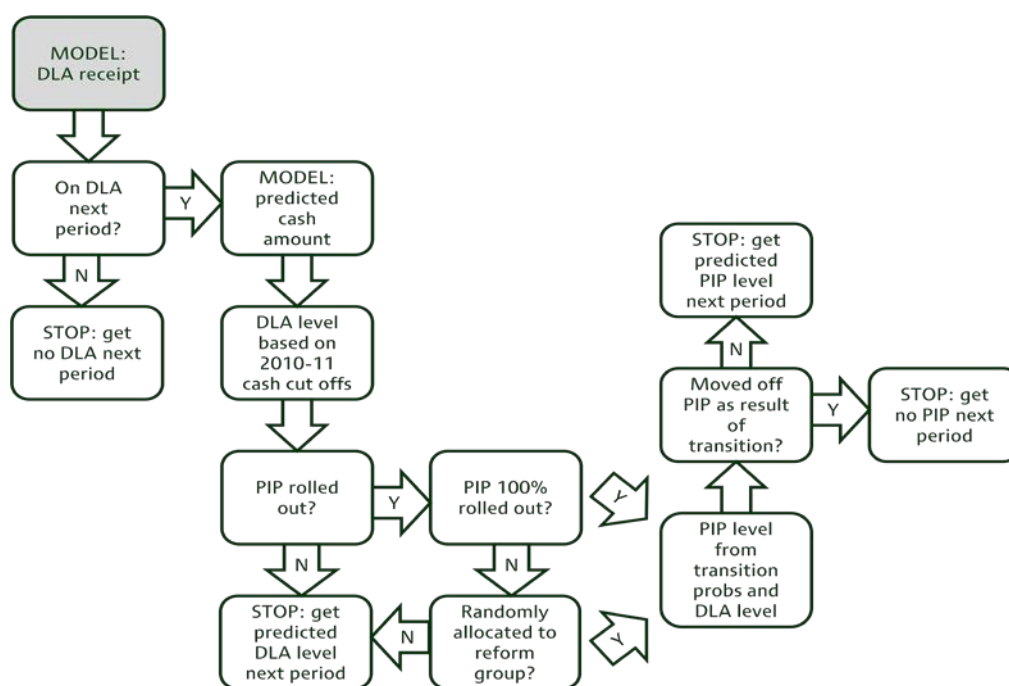 MODEL:
DLA receipt
On DLA
next
period?
Y
MODEL:
predicted
cash
amount
N
STOP: get
no DLA next
period
DLA level
based on
2010-11
cash cut offs
PIP rolled
out?
Y
PIP 100%
rolled out?
Y
N
N
STOP: get
predicted
DLA level
next period
N
Randomly
allocated to
reform
group?
Y
PIP level
from
transition
probs and
DLA level
Moved off
PIP as result
of
transition?
Y
STOP: get
no PIP next
period
N
STOP: get
predicted
PIP level
next period